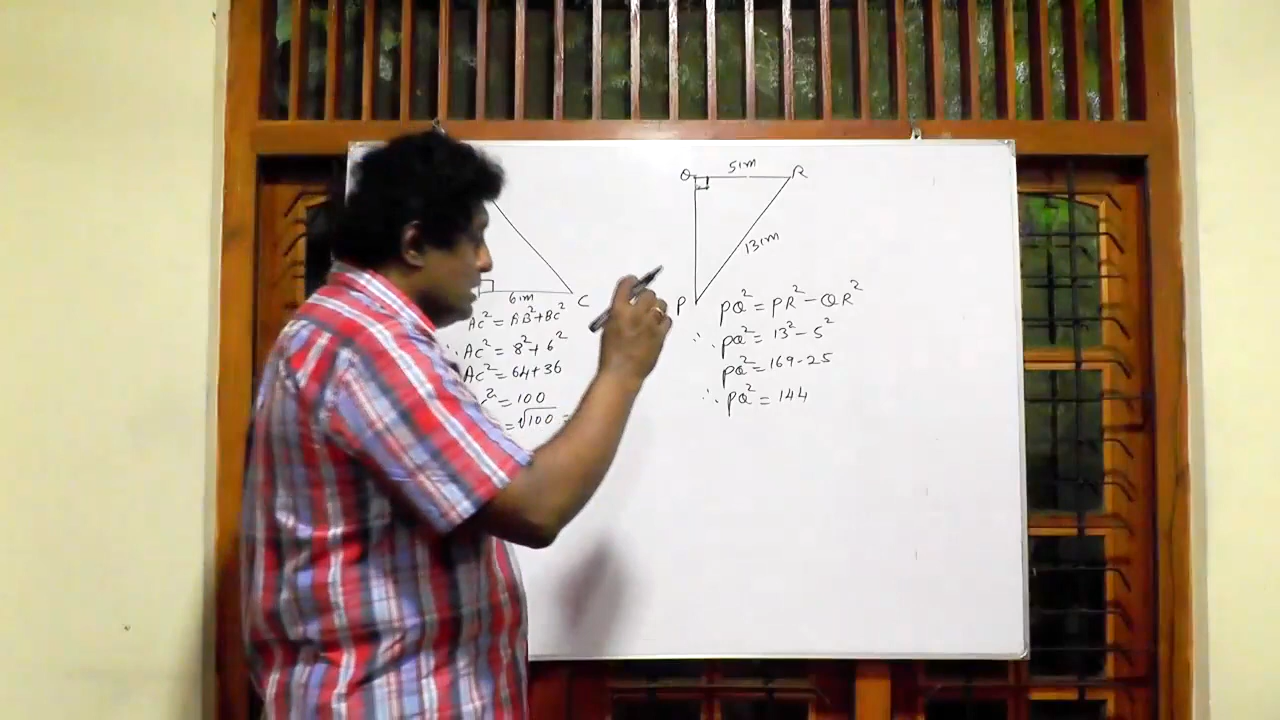 6cm
C
AC²=AB²+BC²
∴ AC²=8²+6²
AC²=64+36
C²=100
=√100 =
Q 5cm R
13cm
P
PQ²=PR²-QR²
∴ PQ²=13²-5²
PQ²=169-25
∴ PQ²=144